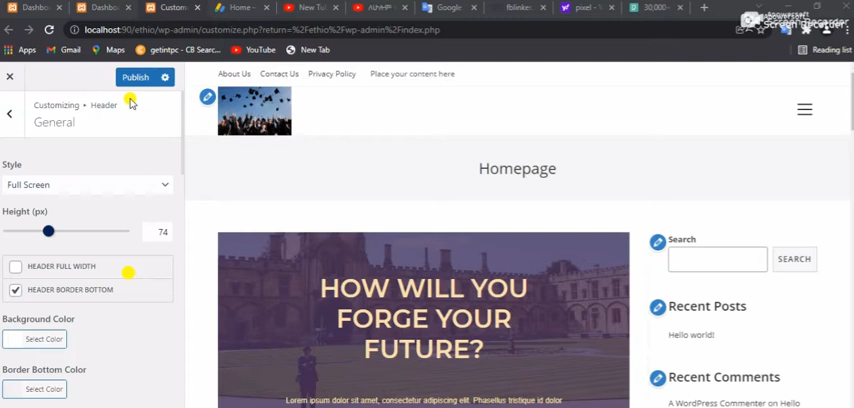 Dashbo
Dashbo
Custom
Home -
New Tu
Google
fblinke
pixel -
30,000-
localhost:90/ethio/wp-admin/customize.php?return=%2Fethio%2Fwp-admin%2Findex.php
Apps
Gmail
Maps
getintpc - CB Searc...
YouTube
New Tab
Reading list
Publish
Customizing • Header
General
Style
Full Screen
Height (px)
74
HEADER FULL WIDTH
HEADER BORDER BOTTOM
Background Color
Select Color
Border Bottom Color
Select Color
About Us
Contact Us
Privacy Policy
Place your content here
Homepage
HOW WILL YOU
FORGE YOUR
FUTURE?
Lorem ipsum dolor sit amet, consectetur adipiscing elit. Phasellus tristique id dolor
Search
SEARCH
Recent Posts
Hello world!
Recent Comments
A WordPress Commenter on Hello